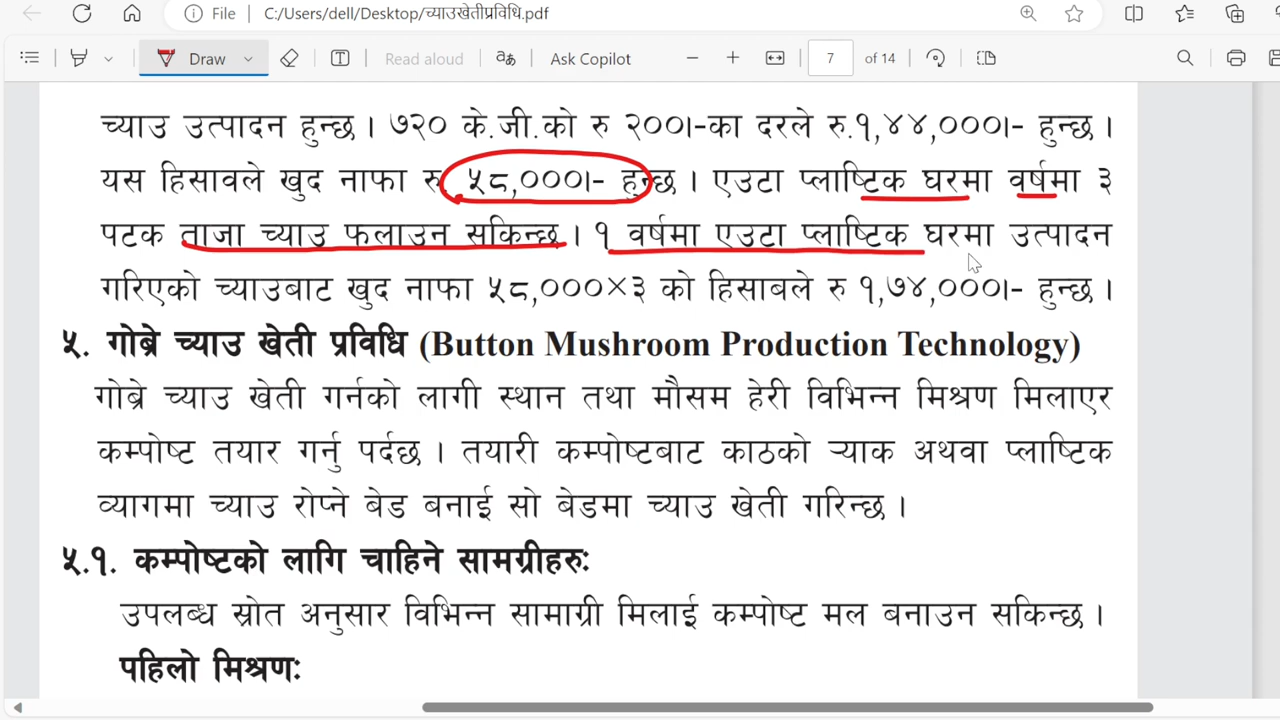 File C:/Users/dell/Desktop/च्याउखेतीप्रविधि.pdf
Draw Read aloud aあ Ask Copilot 7 of 14
च्याउ उत्पादन हुन्छ । ७२० के.जी.को रु २००।-का दरले रु.१,४४,०००।- हुन्छ ।
यस हिसावले खुद नाफा रु ५८,०००।- हुन्छ । एउटा प्लाष्टिक घरमा वर्षमा ३
पटक ताजा च्याउ फलाउन सकिन्छ । १ वर्षमा एउटा प्लाष्टिक घरमा उत्पादन
गरिएको च्याउबाट खुद नाफा ५८,०००×३ को हिसाबले रु १,७४,०००।- हुन्छ ।
५. गोब्रे च्याउ खेती प्रविधि (Button Mushroom Production Technology)
गोब्रे च्याउ खेती गर्नको लागी स्थान तथा मौसम हेरी विभिन्न मिश्रण मिलाएर
कम्पोष्ट तयार गर्नु पर्दछ । तयारी कम्पोष्टबाट काठको ऱ्याक अथवा प्लाष्टिक
व्यागमा च्याउ रोप्ने बेड बनाई सो बेडमा च्याउ खेती गरिन्छ ।
५.१. कम्पोष्टको लागि चाहिने सामग्रीहरुः
उपलब्ध स्रोत अनुसार विभिन्न सामाग्री मिलाई कम्पोष्ट मल बनाउन सकिन्छ ।
पहिलो मिश्रणः